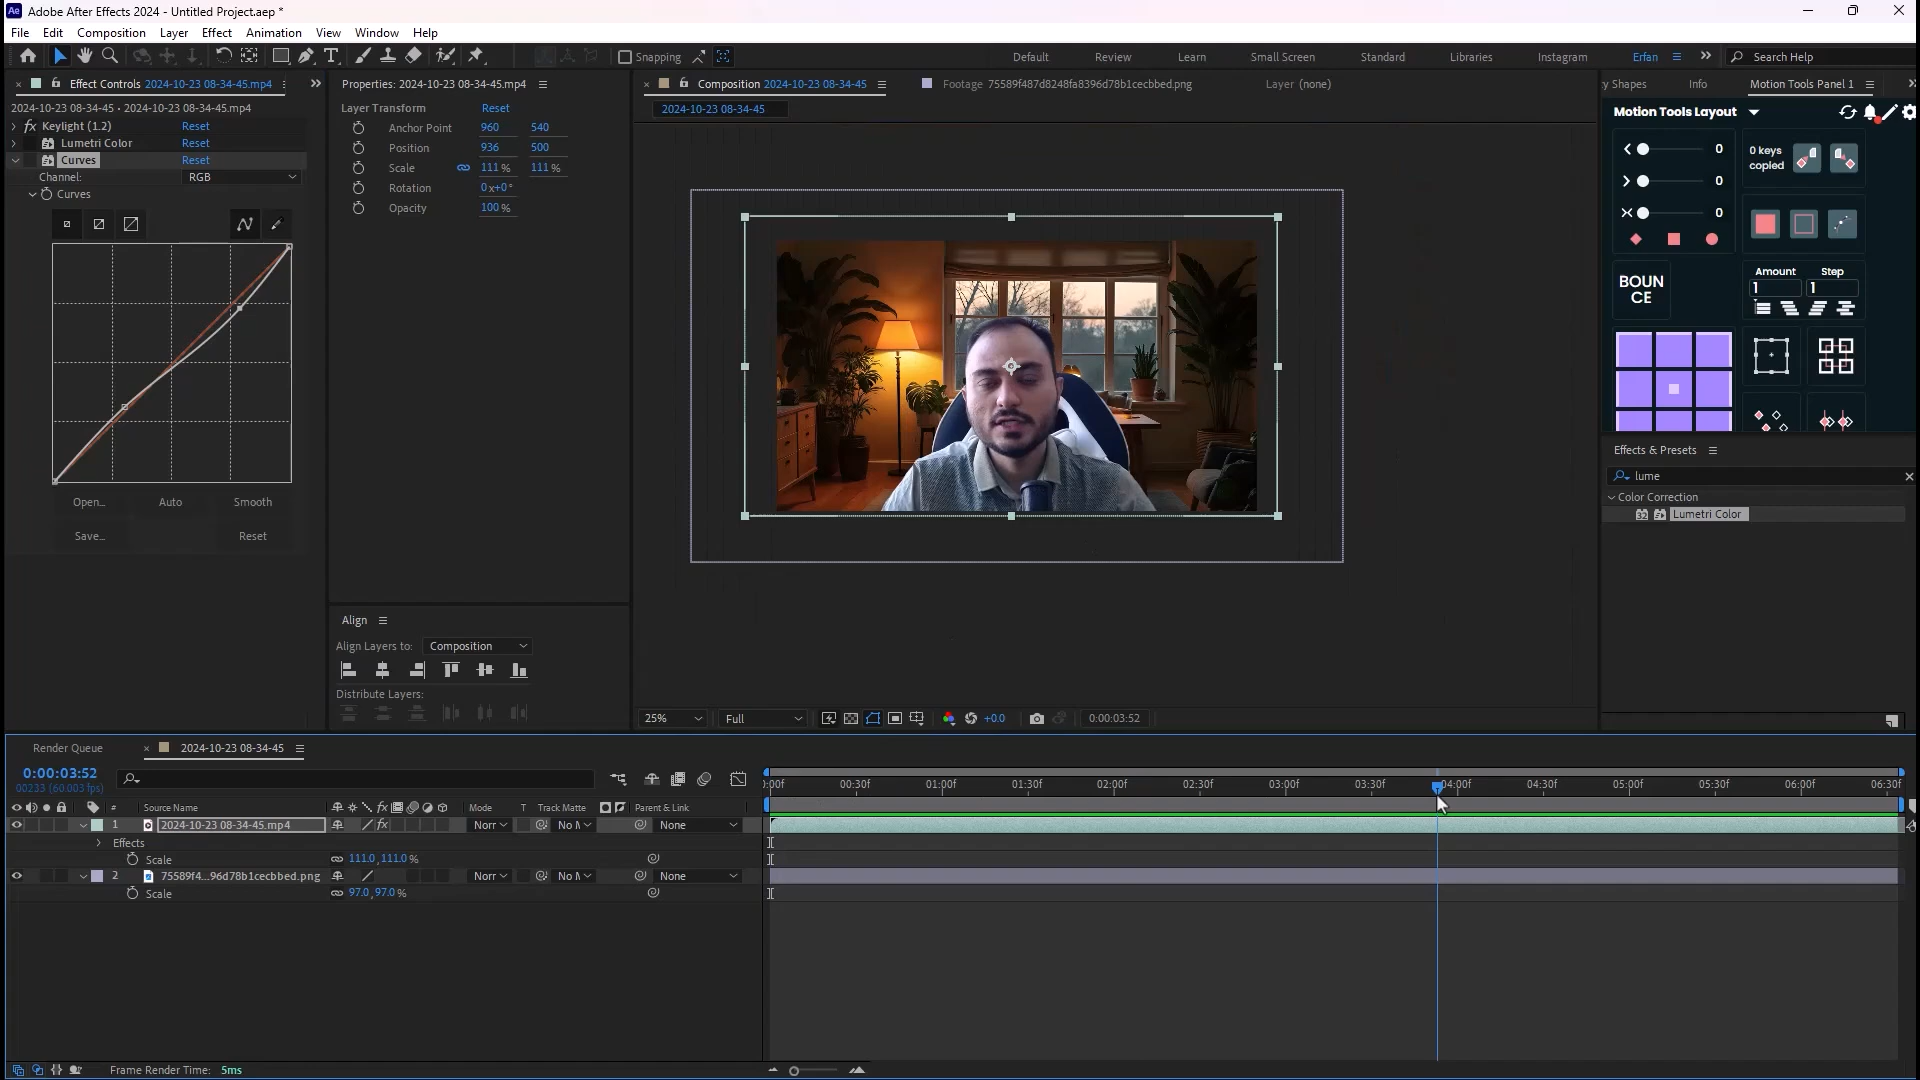 Ae Adobe After Effects 2024 - Untitled Project.aep *
File Edit Composition Layer Effect Animation View Window Help
Snapping
Default Review Learn Small Screen Standard Libraries Instagram Erfan Search Help
Effect Controls 2024-10-23 08-34-45.mp4
2024-10-23 08-34-45 • 2024-10-23 08-34-45.mp4
fx Keylight (1.2) Reset
Lumetri Color Reset
Curves Reset
Channel: RGB
Curves
Open... Auto Smooth
Save... Reset
Properties: 2024-10-23 08-34-45.mp4
Layer Transform Reset
Anchor Point 960 540
Position 936 500
Scale 111 % 111 %
Rotation 0x+0°
Opacity 100 %
Align
Align Layers to: Composition
Distribute Layers:
Composition 2024-10-23 08-34-45
Footage 75589f487d8248fa8396d78b1cecbbed.png
Layer (none)
2024-10-23 08-34-45
25% Full +0.0 0:00:03:52
y Shapes Info Motion Tools Panel 1
Motion Tools Layout
0
0
0
0 keys
copied
BOUN
CE
Amount Step
1 1
Effects & Presets
lume
Color Correction
32 Lumetri Color
Render Queue 2024-10-23 08-34-45
0:00:03:52
00233 (60.003 fps)
# Source Name fx Mode T Track Matte Parent & Link
1 2024-10-23 08-34-45.mp4 fx Norr No M None
Effects
Scale 111.0, 111.0 %
2 75589f4...96d78b1cecbbed.png Norr No M None
Scale 97.0, 97.0 %
:00f 00:30f 01:00f 01:30f 02:00f 02:30f 03:00f 03:30f 04:00f 04:30f 05:00f 05:30f 06:00f 06:30f
Frame Render Time: 5ms